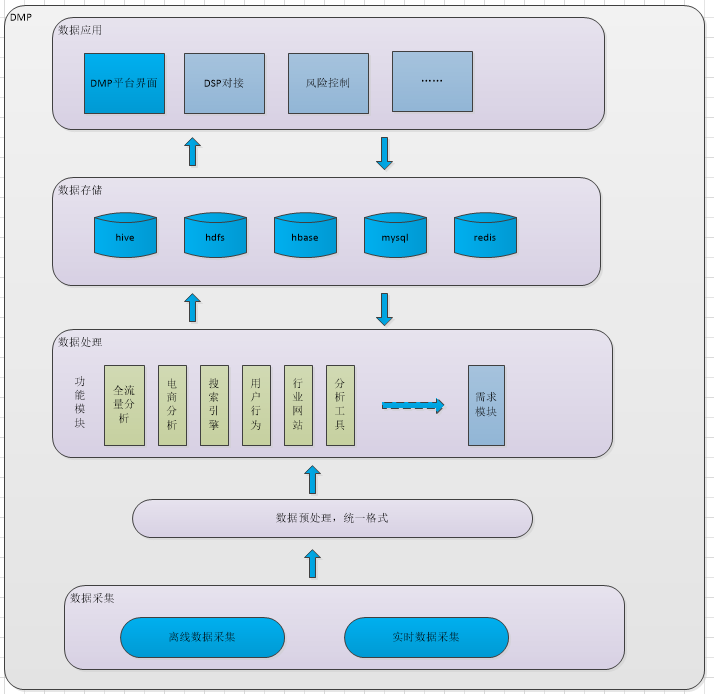 DMP
数据应用
DMP平台界面
DSP对接
风险控制
……
数据存储
hive
hdfs
hbase
mysql
redis
数据处理
功
能
模
块
全流
量分
析
电
商
分
析
搜
索
引
擎
用
户
行
为
行
业
网
站
分
析
工
具
需求
模块
数据预处理，统一格式
数据采集
离线数据采集
实时数据采集